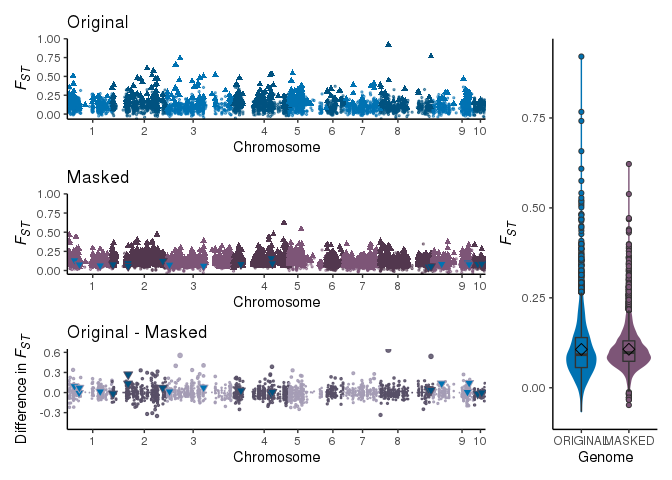 Original
1.00
0.75
0.50
0.25
0.00
F_ST
1 2 3 4 5 6 7 8 9 10
Chromosome
Masked
1.00
0.75
0.50
0.25
0.00
F_ST
1 2 3 4 5 6 7 8 9 10
Chromosome
Original - Masked
0.6
0.3
0.0
-0.3
Difference in F_ST
1 2 3 4 5 6 7 8 9 10
Chromosome
0.75
0.50
0.25
0.00
F_ST
ORIGINAL MASKED
Genome